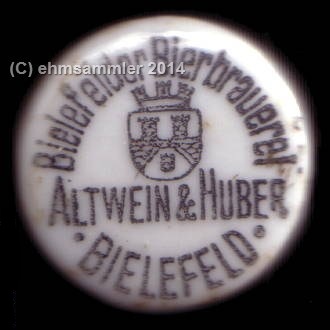 (C) ehmsammler 2014
Bielefelder Bierbrauerei
ALTWEIN & HUBER
• BIELEFELD •